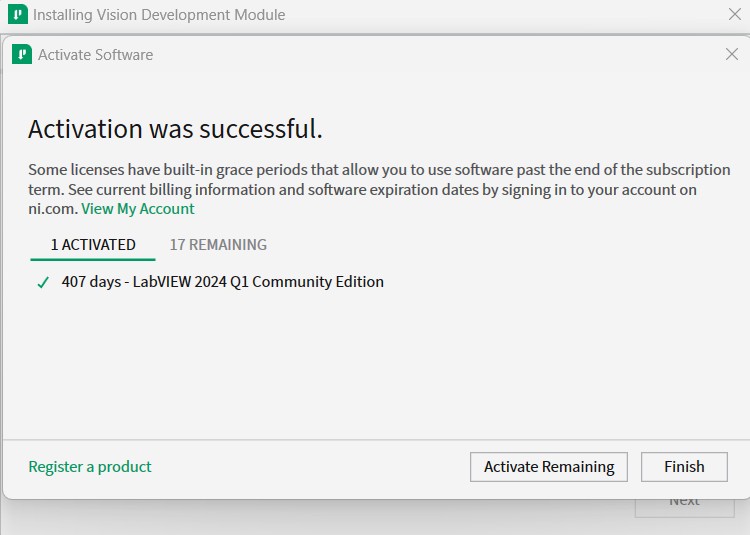 Installing Vision Development Module
Activate Software
Activation was successful.
Some licenses have built-in grace periods that allow you to use software past the end of the subscription
term. See current billing information and software expiration dates by signing in to your account on
ni.com. View My Account
1 ACTIVATED 17 REMAINING
407 days - LabVIEW 2024 Q1 Community Edition
Register a product Activate Remaining Finish
Next